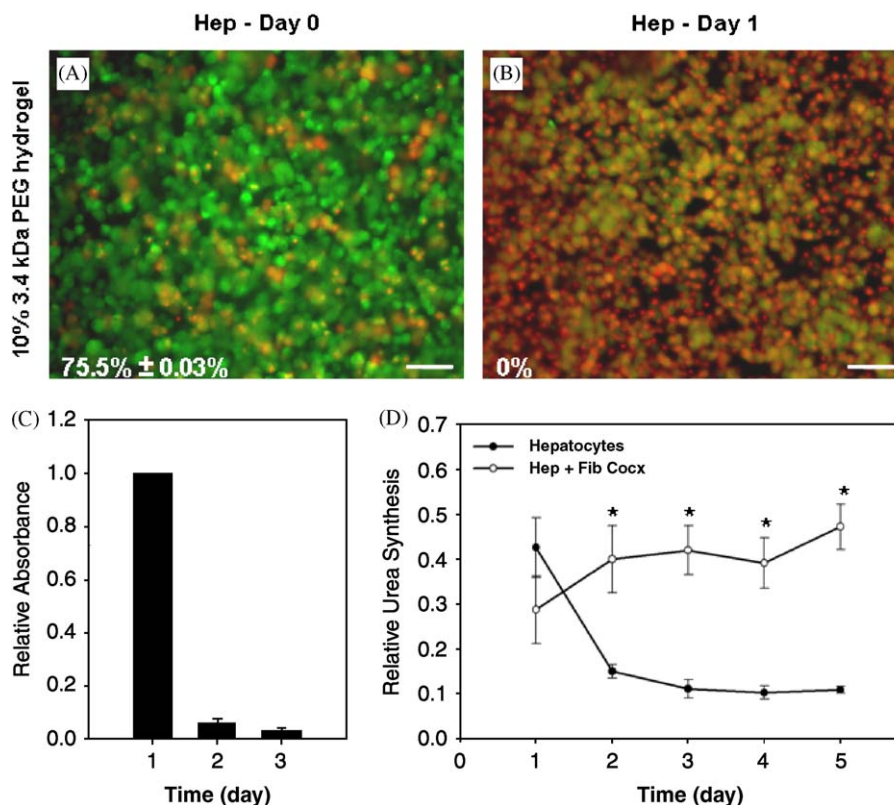 Hep - Day 0
Hep - Day 1
10% 3.4 kDa PEG hydrogel
(A)
75.5% ± 0.03%
(B)
0%
(C)
Relative Absorbance
1.2
1.0
0.8
0.6
0.4
0.2
0.0
1 2 3
Time (day)
(D)
Relative Urea Synthesis
0.7
0.6
0.5
0.4
0.3
0.2
0.1
0.0
Hepatocytes
Hep + Fib Cocx
* * * *
0 1 2 3 4 5
Time (day)